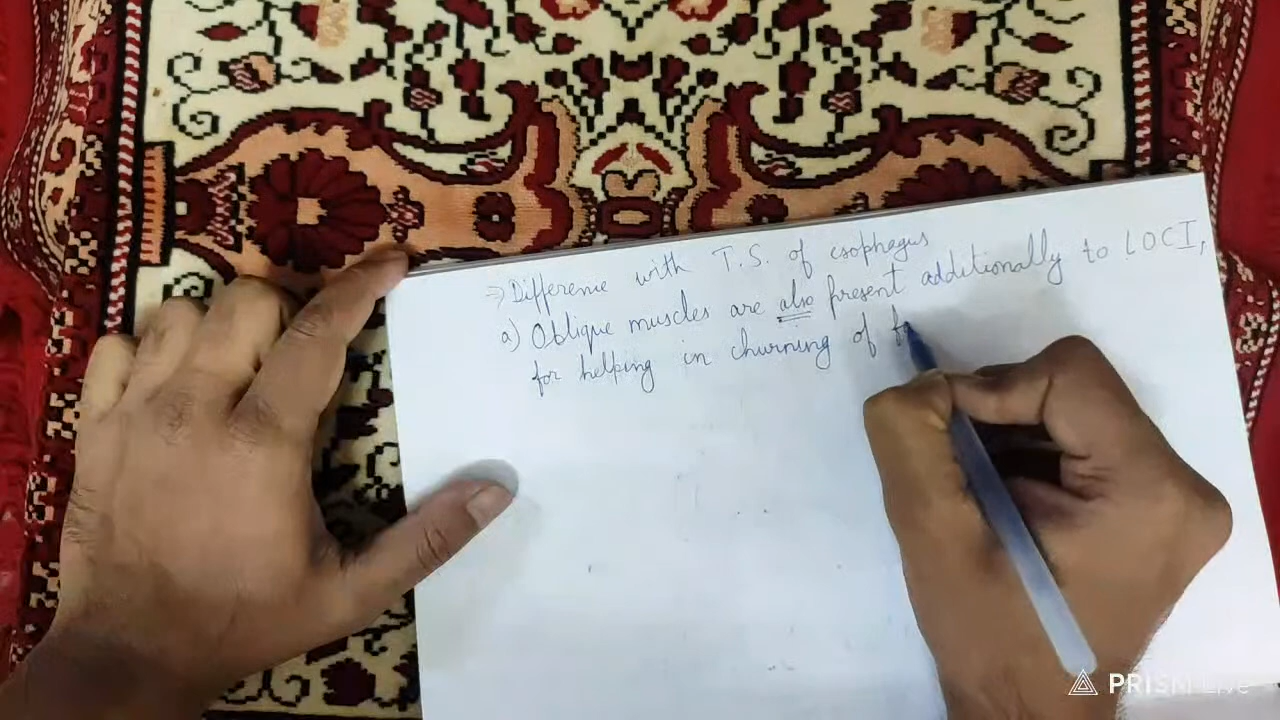 ⇒ Difference with T.S. of esophagus
a) Oblique muscles are also present additionally to LOCI,
for helping in churning of fo
PRISM Live